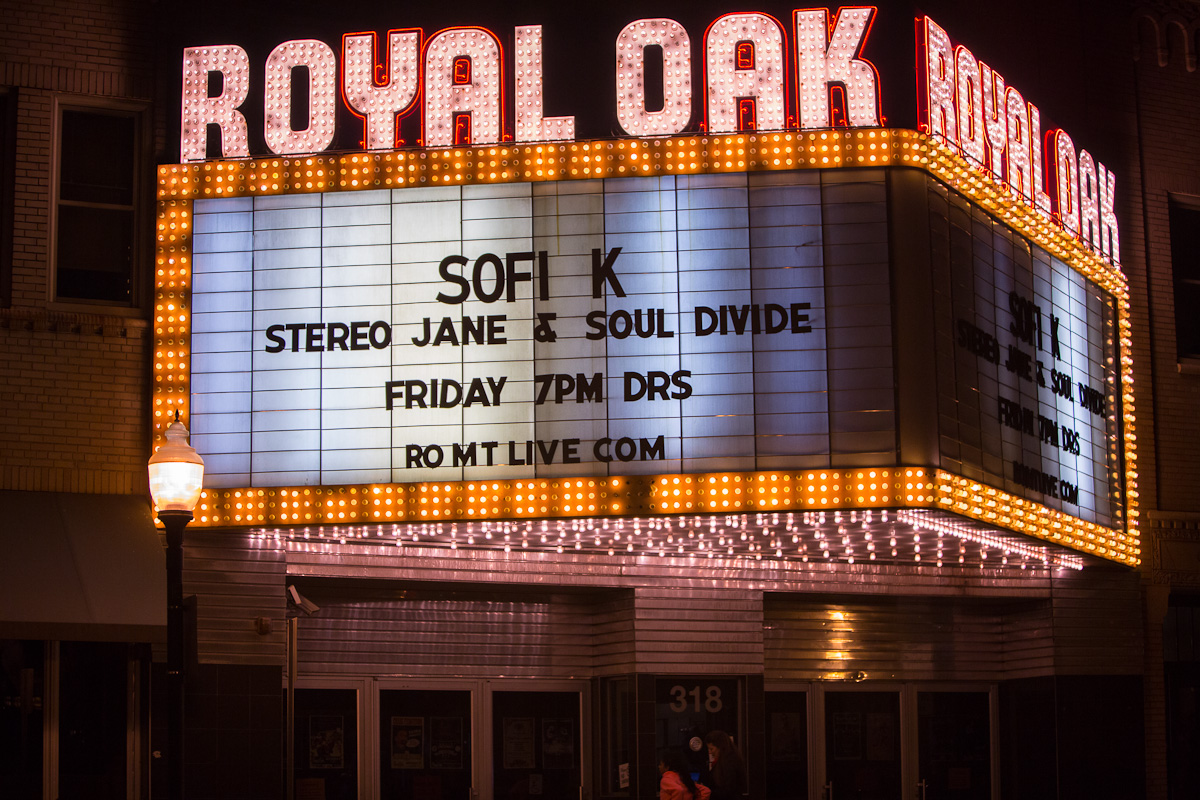 ROYAL OAK
SOFI K
STEREO JANE & SOUL DIVIDE
FRIDAY 7PM DRS
ROMTLIVE COM
ROYAL OAK
SOFI K
STEREO JANE & SOUL DIVIDE
FRIDAY 7PM DRS
ROMTLIVE COM
318